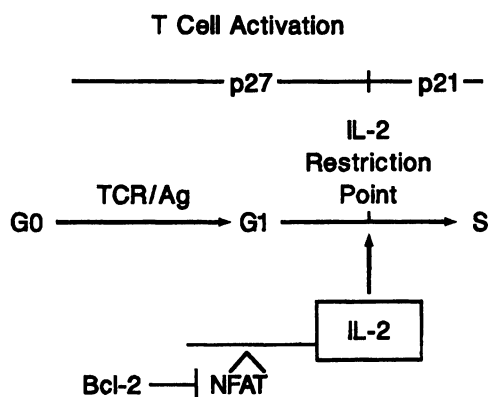 T Cell Activation
p27 p21
IL-2
Restriction
Point
TCR/Ag
G0 G1 S
IL-2
Bcl-2 NFAT